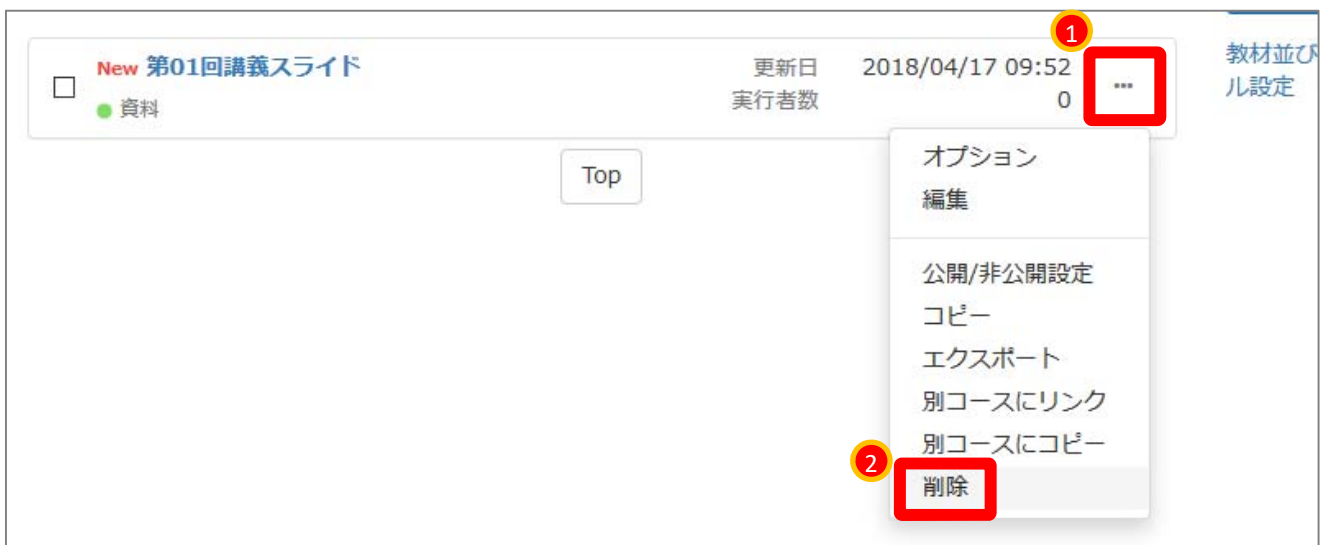 1
New 第01回講義スライド
更新日 2018/04/17 09:52
実行者数 0
資料
教材並び
ル設定
Top
オプション
編集
公開/非公開設定
コピー
エクスポート
別コースにリンク
別コースにコピー
2
削除